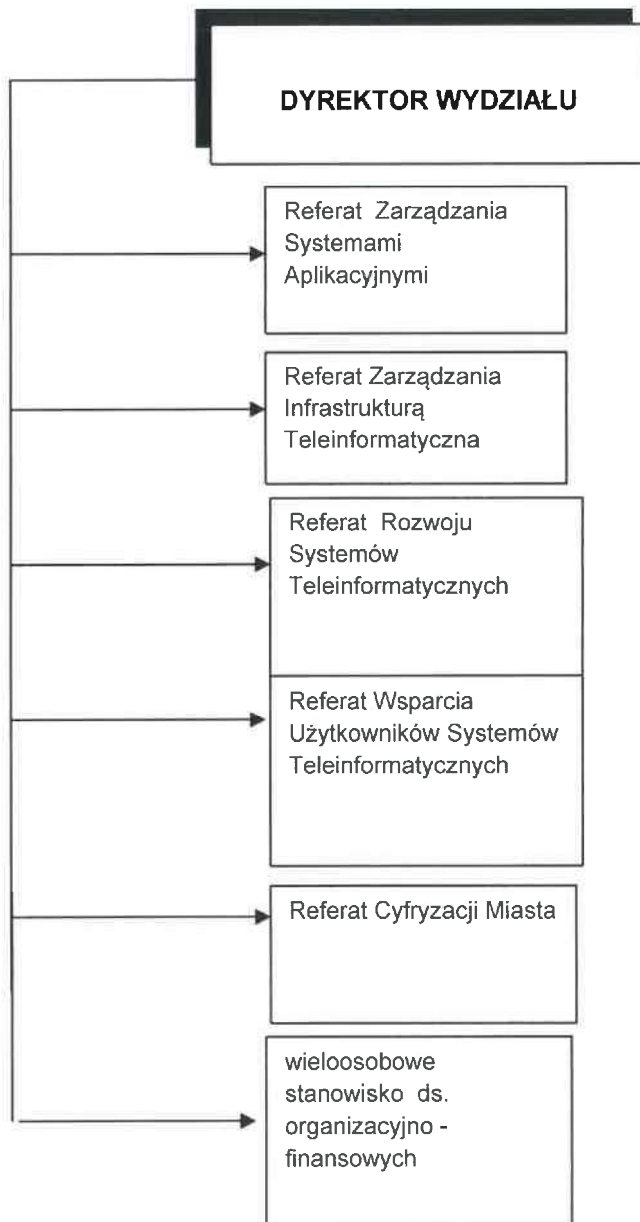 DYREKTOR WYDZIAŁU
Referat Zarządzania
Systemami
Aplikacyjnymi
Referat Zarządzania
Infrastrukturą
Teleinformatyczna
Referat Rozwoju
Systemów
Teleinformatycznych
Referat Wsparcia
Użytkowników Systemów
Teleinformatycznych
Referat Cyfryzacji Miasta
wieloosobowe
stanowisko ds.
organizacyjno -
finansowych